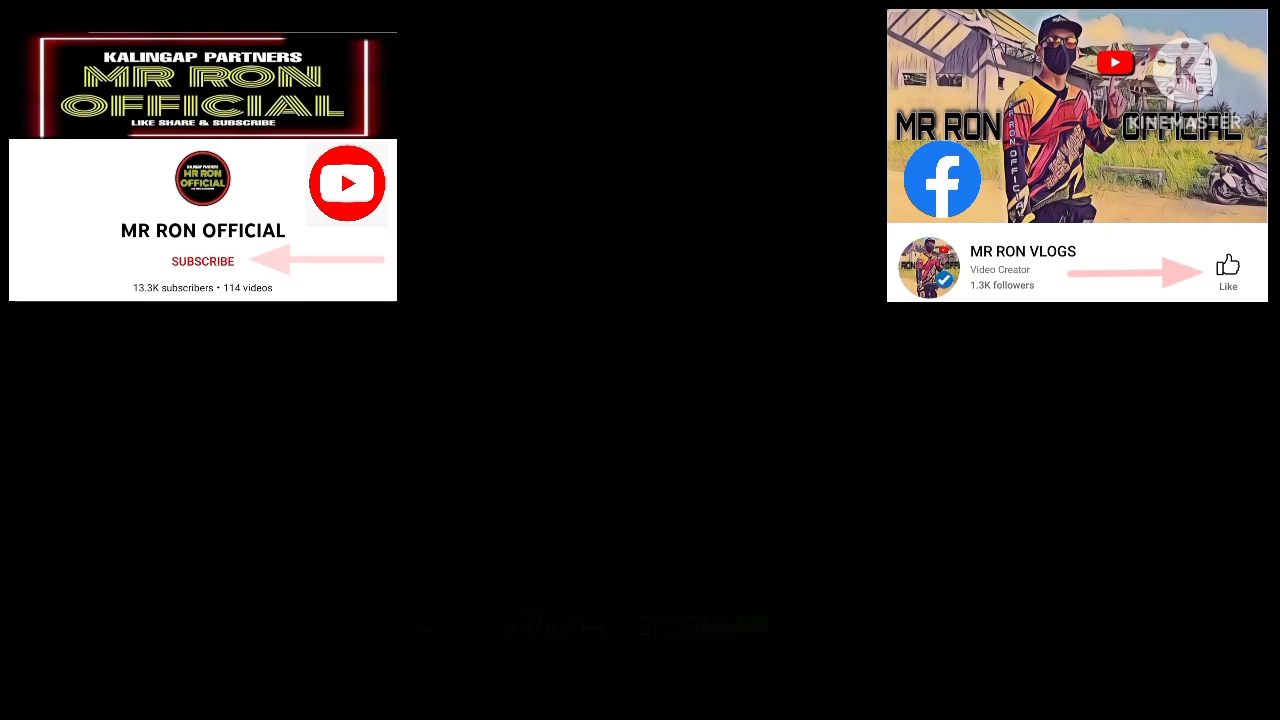 KALINGAP PARTNERS
MR RON
OFFICIAL
LIKE SHARE & SUBSCRIBE
MR RON OFFICIAL
SUBSCRIBE
13.3K subscribers • 114 videos
MR RON OFFICIAL
KINEMASTER
MR RON VLOGS
Video Creator
1.3K followers
Like